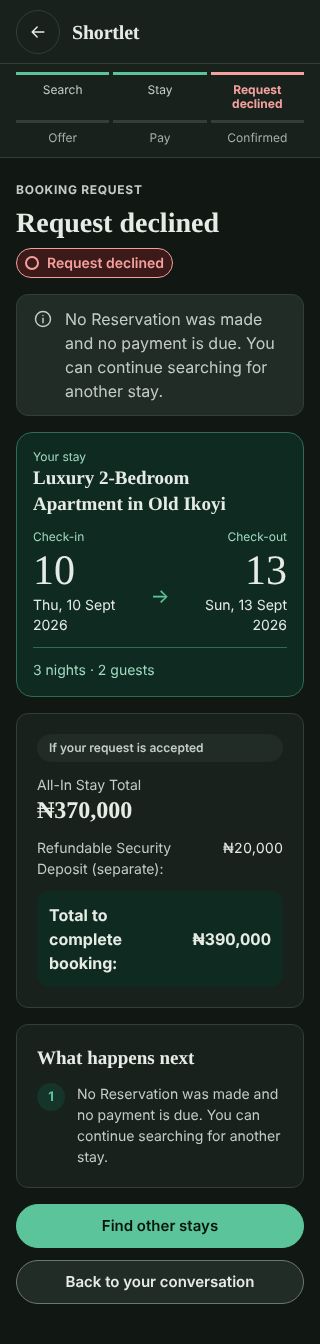 Shortlet
Search
Stay
Request
declined
Offer
Pay
Confirmed
BOOKING REQUEST
Request declined
Request declined
No Reservation was made
and no payment is due. You
can continue searching for
another stay.
Your stay
Luxury 2-Bedroom
Apartment in Old Ikoyi
Check-in
Check-out
10
13
Thu, 10 Sept
2026
Sun, 13 Sept
2026
3 nights · 2 guests
If your request is accepted
All-In Stay Total
₦370,000
Refundable Security
Deposit (separate):
₦20,000
Total to
complete
booking:
₦390,000
What happens next
1
No Reservation was made and
no payment is due. You can
continue searching for another
stay.
Find other stays
Back to your conversation